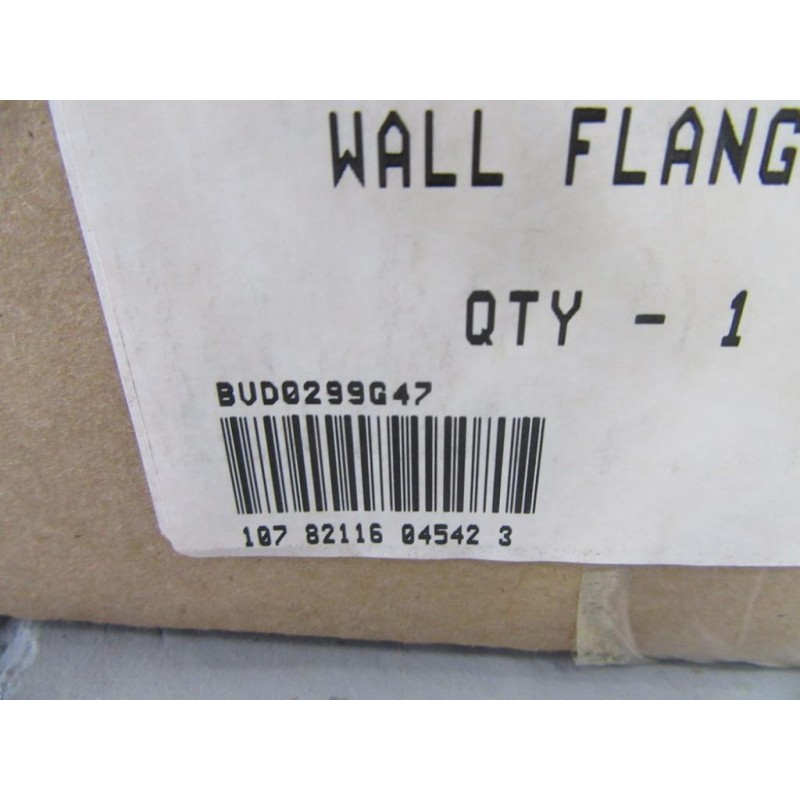 WALL FLANG
QTY - 1
BVD0299G47
107 82116 04542 3